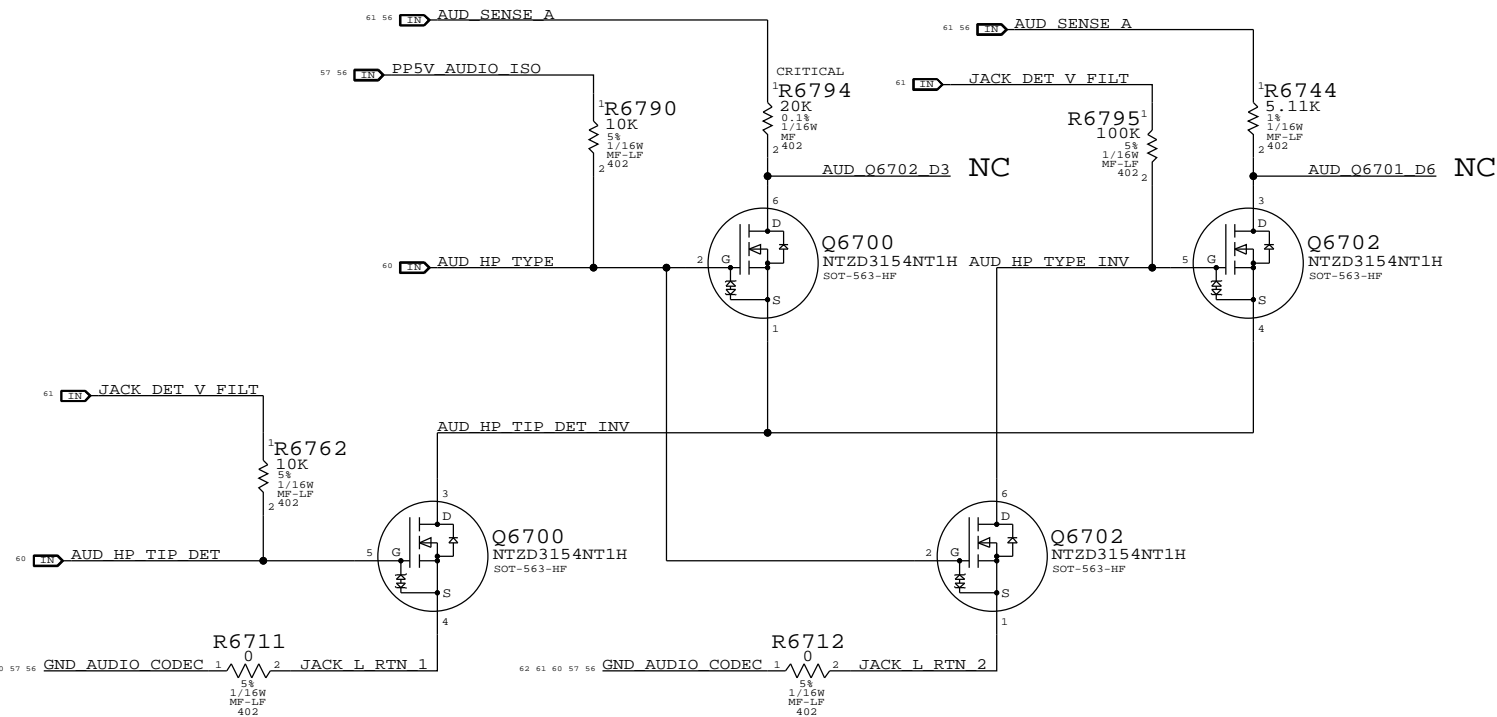 61 56 IN AUD_SENSE_A
61 56 IN AUD_SENSE_A
57 56 IN PP5V_AUDIO_ISO
61 IN JACK_DET_V_FILT
CRITICAL
1 R6794
20K
0.1%
1/16W
MF
402
2
1 R6790
10K
5%
1/16W
MF-LF
402
2
R6795 1
100K
5%
1/16W
MF-LF
402
2
1 R6744
5.11K
1%
1/16W
MF-LF
402
2
AUD_Q6702_D3 NC
AUD_Q6701_D6 NC
6
D
G
S
2
1
Q6700
NTZD3154NT1H
SOT-563-HF
3
D
G
S
5
4
Q6702
NTZD3154NT1H
SOT-563-HF
60 IN AUD_HP_TYPE
AUD_HP_TYPE_INV
61 IN JACK_DET_V_FILT
AUD_HP_TIP_DET_INV
1 R6762
10K
5%
1/16W
MF-LF
402
2
60 IN AUD_HP_TIP_DET
3
D
5
G
S
4
Q6700
NTZD3154NT1H
SOT-563-HF
6
D
2
G
S
1
Q6702
NTZD3154NT1H
SOT-563-HF
R6711
0
57 56 GND_AUDIO_CODEC 1 2 JACK_L_RTN_1
5%
1/16W
MF-LF
402
R6712
0
62 61 60 57 56 GND_AUDIO_CODEC 1 2 JACK_L_RTN_2
5%
1/16W
MF-LF
402